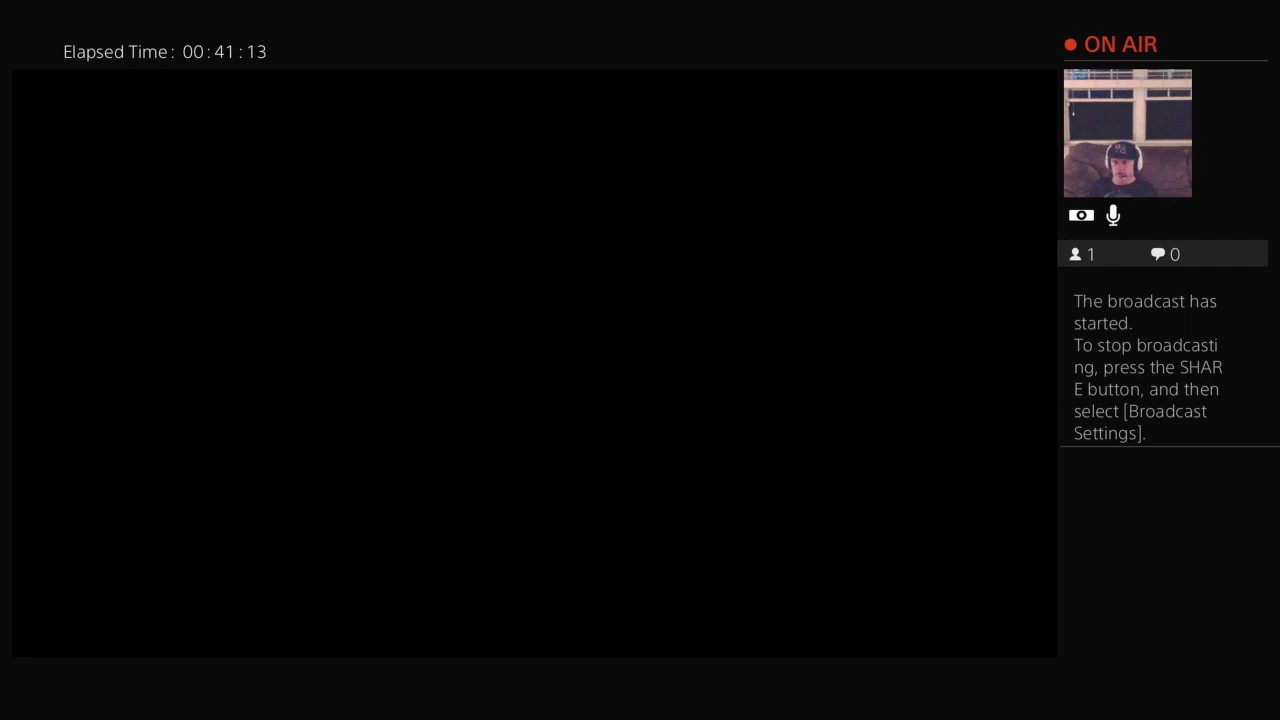 Elapsed Time: 00:41:13
ON AIR
1
0
The broadcast has
started.
To stop broadcasti
ng, press the SHAR
E button, and then
select [Broadcast
Settings].